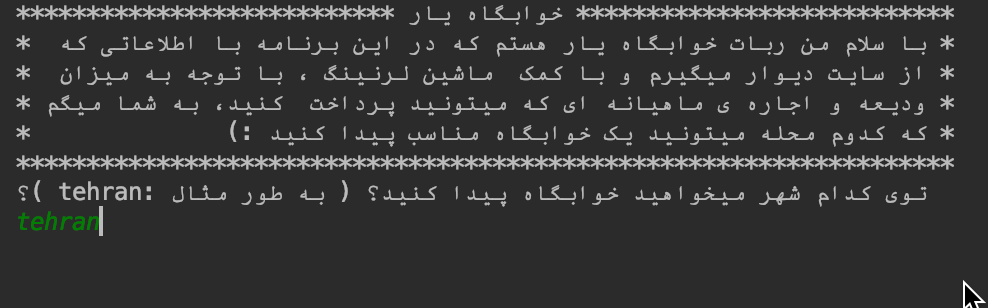 *************************** خوابگاه یار ***************************
* با سلام من ربات خوابگاه یار هستم که در این برنامه با اطلاعاتی که *
* از سایت دیوار میگیرم و با کمک ماشین لرنینگ ، با توجه به میزان *
* ودیعه و اجاره ی ماهیانه ای که میتونید پرداخت کنید، به شما میگم *
* که کدوم محله میتونید یک خوابگاه مناسب پیدا کنید :) *
*******************************************************************
توی کدام شهر میخواهید خوابگاه پیدا کنید؟ ( به طور مثال :tehran )؟
tehran